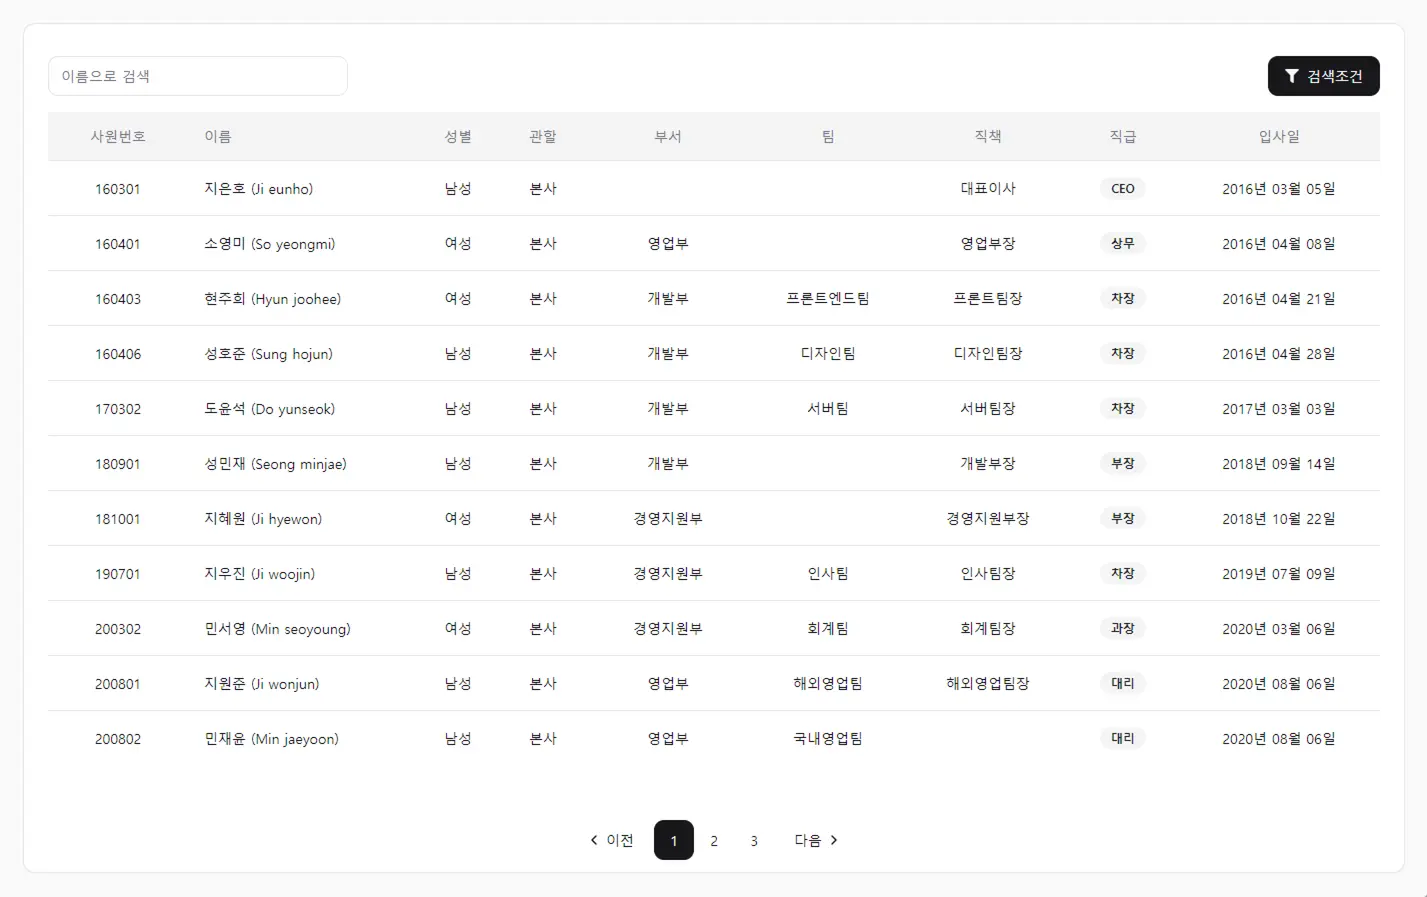 이름으로 검색 검색조건
사원번호 이름 성별 관할 부서 팀 직책 직급 입사일
160301 지은호 (Ji eunho) 남성 본사 대표이사 CEO 2016년 03월 05일
160401 소영미 (So yeongmi) 여성 본사 영업부 영업부장 상무 2016년 04월 08일
160403 현주희 (Hyun joohee) 여성 본사 개발부 프론트엔드팀 프론트팀장 차장 2016년 04월 21일
160406 성호준 (Sung hojun) 남성 본사 개발부 디자인팀 디자인팀장 차장 2016년 04월 28일
170302 도윤석 (Do yunseok) 남성 본사 개발부 서버팀 서버팀장 차장 2017년 03월 03일
180901 성민재 (Seong minjae) 남성 본사 개발부 개발부장 부장 2018년 09월 14일
181001 지혜원 (Ji hyewon) 여성 본사 경영지원부 경영지원부장 부장 2018년 10월 22일
190701 지우진 (Ji woojin) 남성 본사 경영지원부 인사팀 인사팀장 차장 2019년 07월 09일
200302 민서영 (Min seoyoung) 여성 본사 경영지원부 회계팀 회계팀장 과장 2020년 03월 06일
200801 지원준 (Ji wonjun) 남성 본사 영업부 해외영업팀 해외영업팀장 대리 2020년 08월 06일
200802 민재윤 (Min jaeyoon) 남성 본사 영업부 국내영업팀 대리 2020년 08월 06일
이전 1 2 3 다음